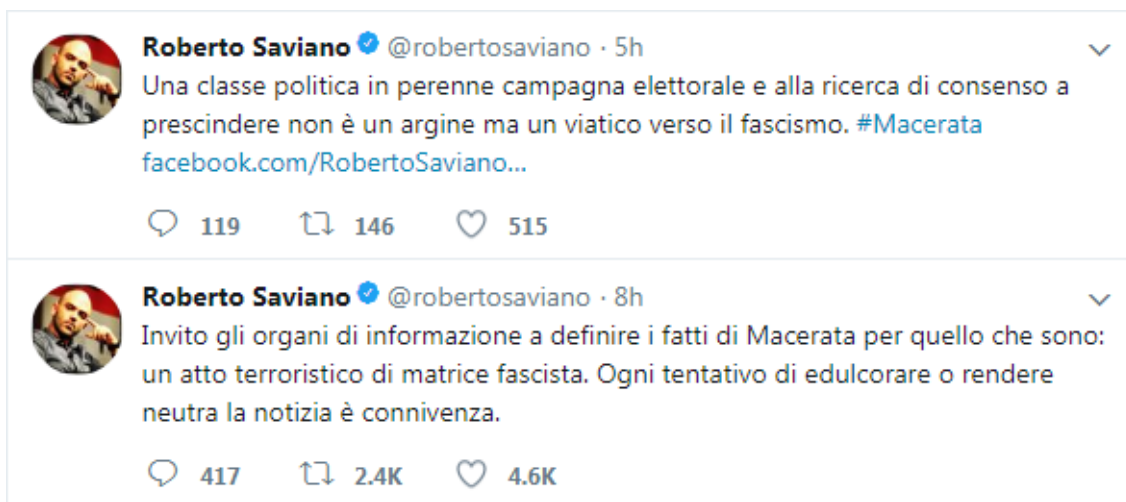 Roberto Saviano @robertosaviano · 5h
Una classe politica in perenne campagna elettorale e alla ricerca di consenso a
prescindere non è un argine ma un viatico verso il fascismo. #Macerata
facebook.com/RobertoSaviano...
119 146 515
Roberto Saviano @robertosaviano · 8h
Invito gli organi di informazione a definire i fatti di Macerata per quello che sono:
un atto terroristico di matrice fascista. Ogni tentativo di edulcorare o rendere
neutra la notizia è connivenza.
417 2.4K 4.6K